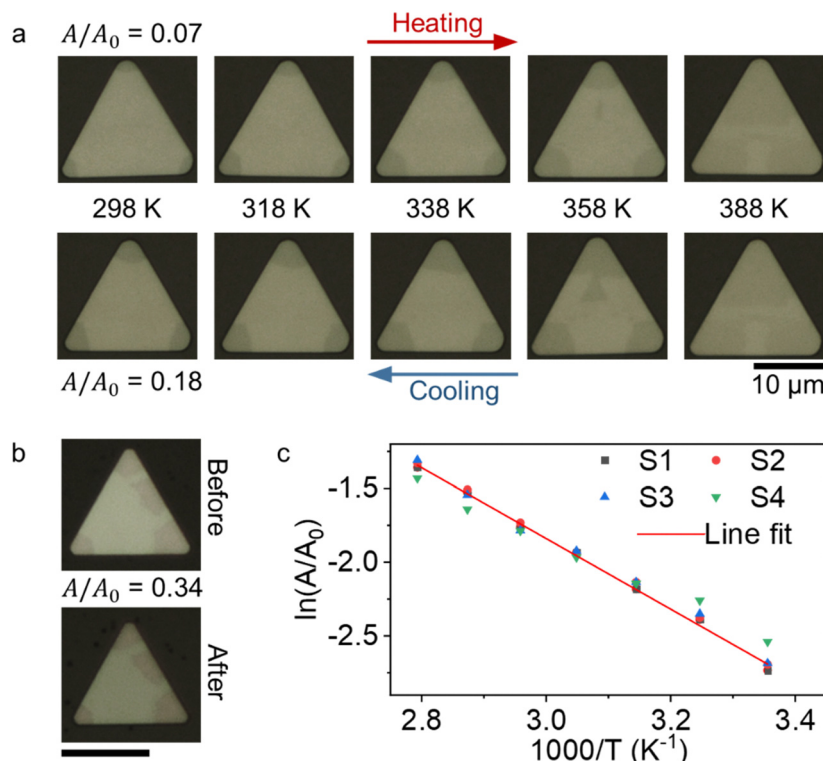 a
A/A₀ = 0.07
Heating
298 K
318 K
338 K
358 K
388 K
A/A₀ = 0.18
Cooling
10 μm
b
Before
A/A₀ = 0.34
After
c
S1
S2
S3
S4
Line fit
ln(A/A₀)
-1.5
-2.0
-2.5
2.8
3.0
3.2
3.4
1000/T (K⁻¹)